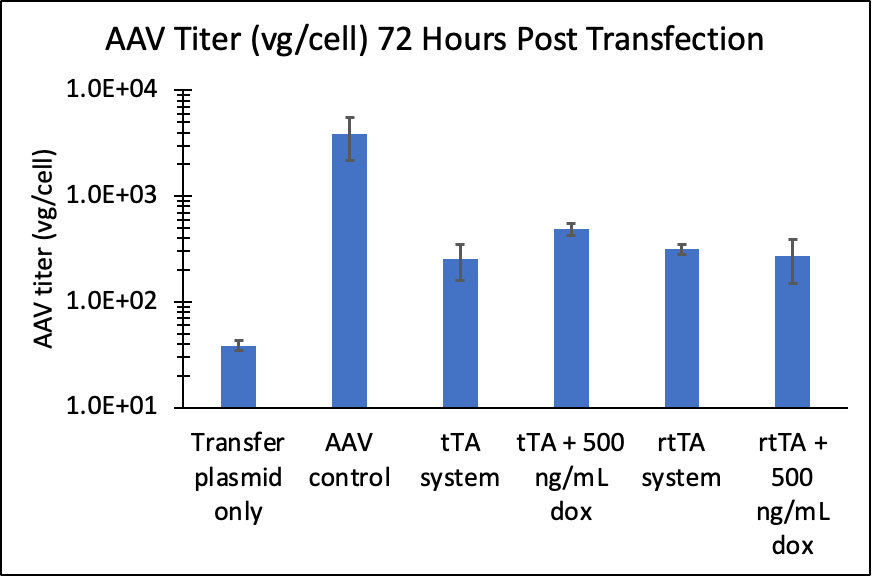 AAV Titer (vg/cell) 72 Hours Post Transfection
AAV titer (vg/cell)
1.0E+04
1.0E+03
1.0E+02
1.0E+01
Transfer
plasmid
only
AAV
control
tTA
system
tTA + 500
ng/mL
dox
rtTA
system
rtTA +
500
ng/mL
dox